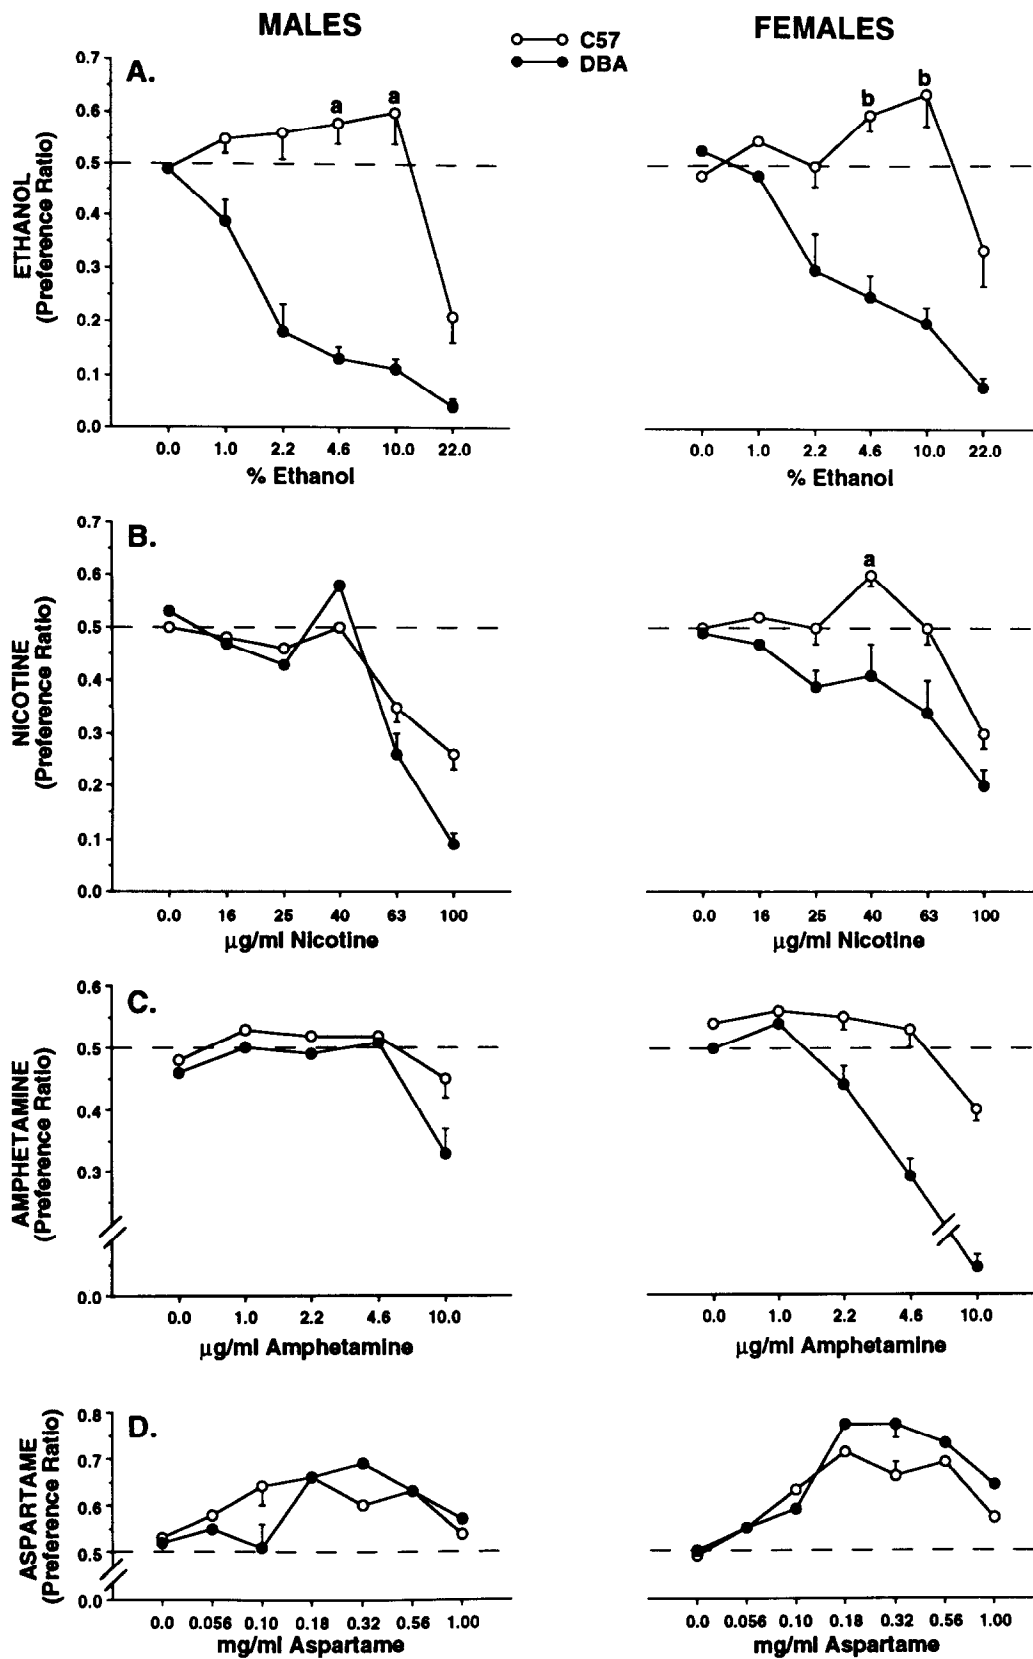 MALES
FEMALES
C57
DBA
A.
ETHANOL
(Preference Ratio)
0.7
0.6
0.5
0.4
0.3
0.2
0.1
0.0
a
a
b
b
0.0 1.0 2.2 4.6 10.0 22.0
% Ethanol
0.0 1.0 2.2 4.6 10.0 22.0
% Ethanol
B.
NICOTINE
(Preference Ratio)
0.7
0.6
0.5
0.4
0.3
0.2
0.1
0.0
a
0.0 16 25 40 63 100
µg/ml Nicotine
0.0 16 25 40 63 100
µg/ml Nicotine
C.
AMPHETAMINE
(Preference Ratio)
0.6
0.5
0.4
0.3
0.0
0.0 1.0 2.2 4.6 10.0
µg/ml Amphetamine
0.0 1.0 2.2 4.6 10.0
µg/ml Amphetamine
D.
ASPARTAME
(Preference Ratio)
0.8
0.7
0.6
0.5
0.0
0.0 0.056 0.10 0.18 0.32 0.56 1.00
mg/ml Aspartame
0.0 0.056 0.10 0.18 0.32 0.56 1.00
mg/ml Aspartame